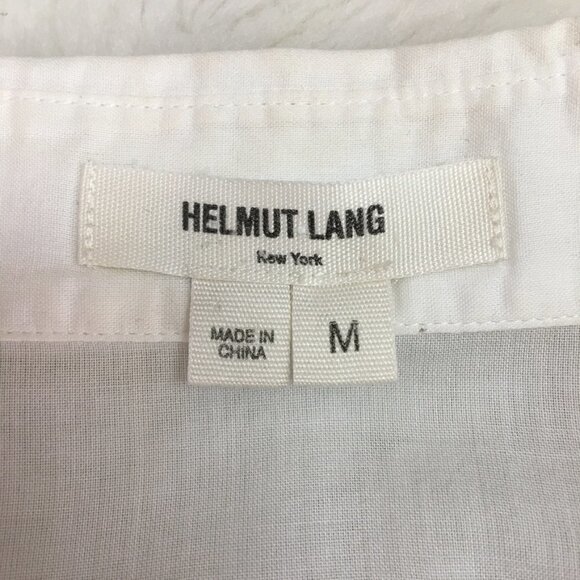 HELMUT LANG
New York
MADE IN
CHINA
M